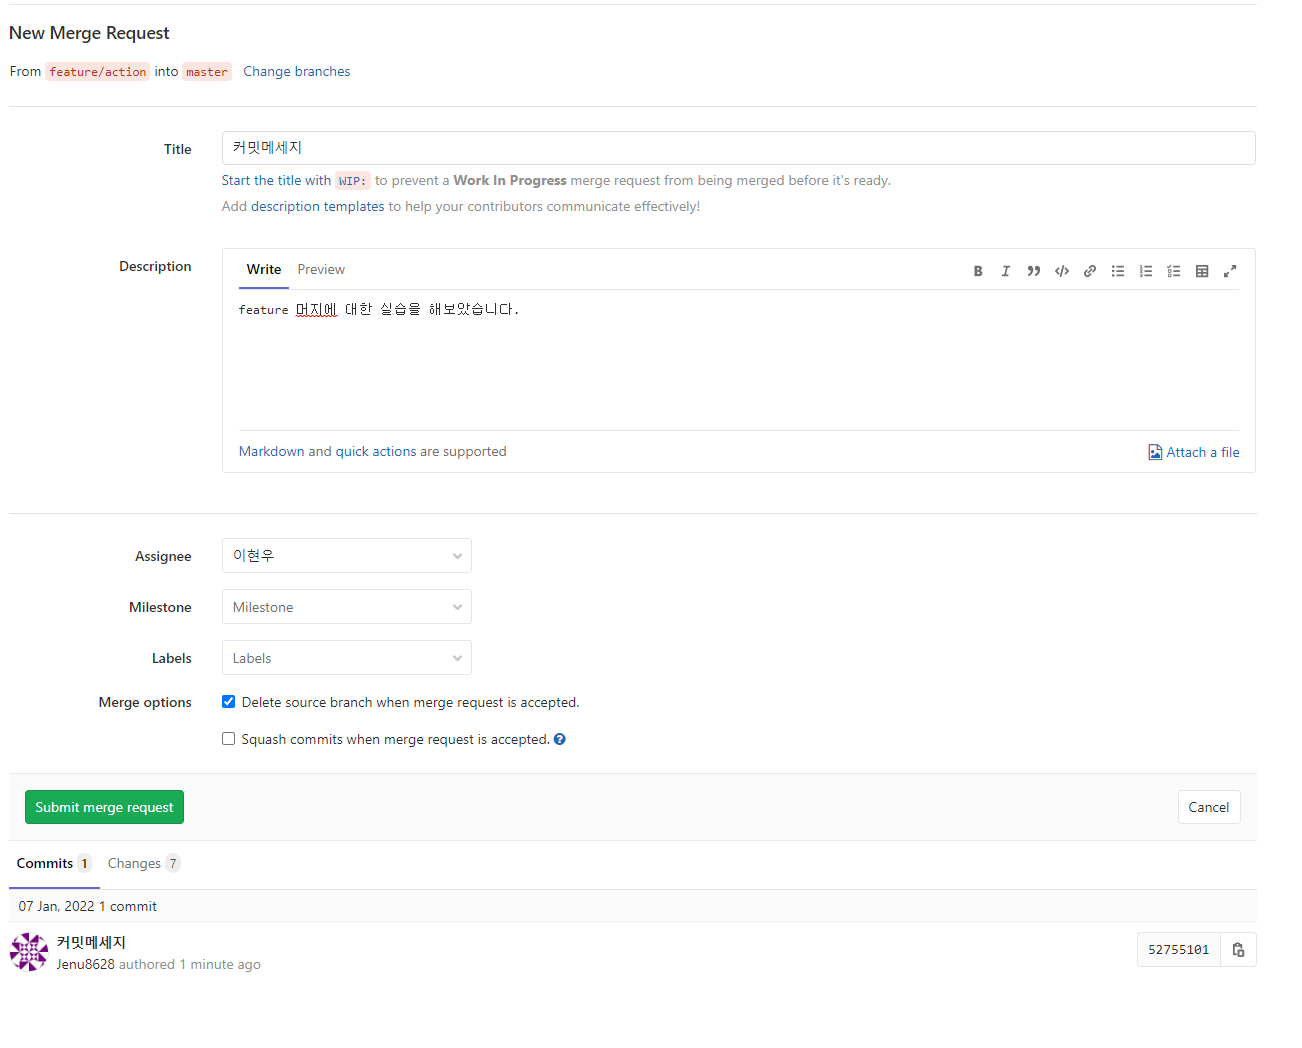 New Merge Request
From feature/action into master Change branches
Title
커밋메세지
Start the title with WIP: to prevent a Work In Progress merge request from being merged before it's ready.
Add description templates to help your contributors communicate effectively!
Description
Write Preview
feature 머지에 대한 실습을 해보았습니다.
Markdown and quick actions are supported
Attach a file
Assignee
이현우
Milestone
Milestone
Labels
Labels
Merge options
Delete source branch when merge request is accepted.
Squash commits when merge request is accepted.
Submit merge request
Cancel
Commits 1 Changes 7
07 Jan, 2022 1 commit
커밋메세지
Jenu8628 authored 1 minute ago
52755101